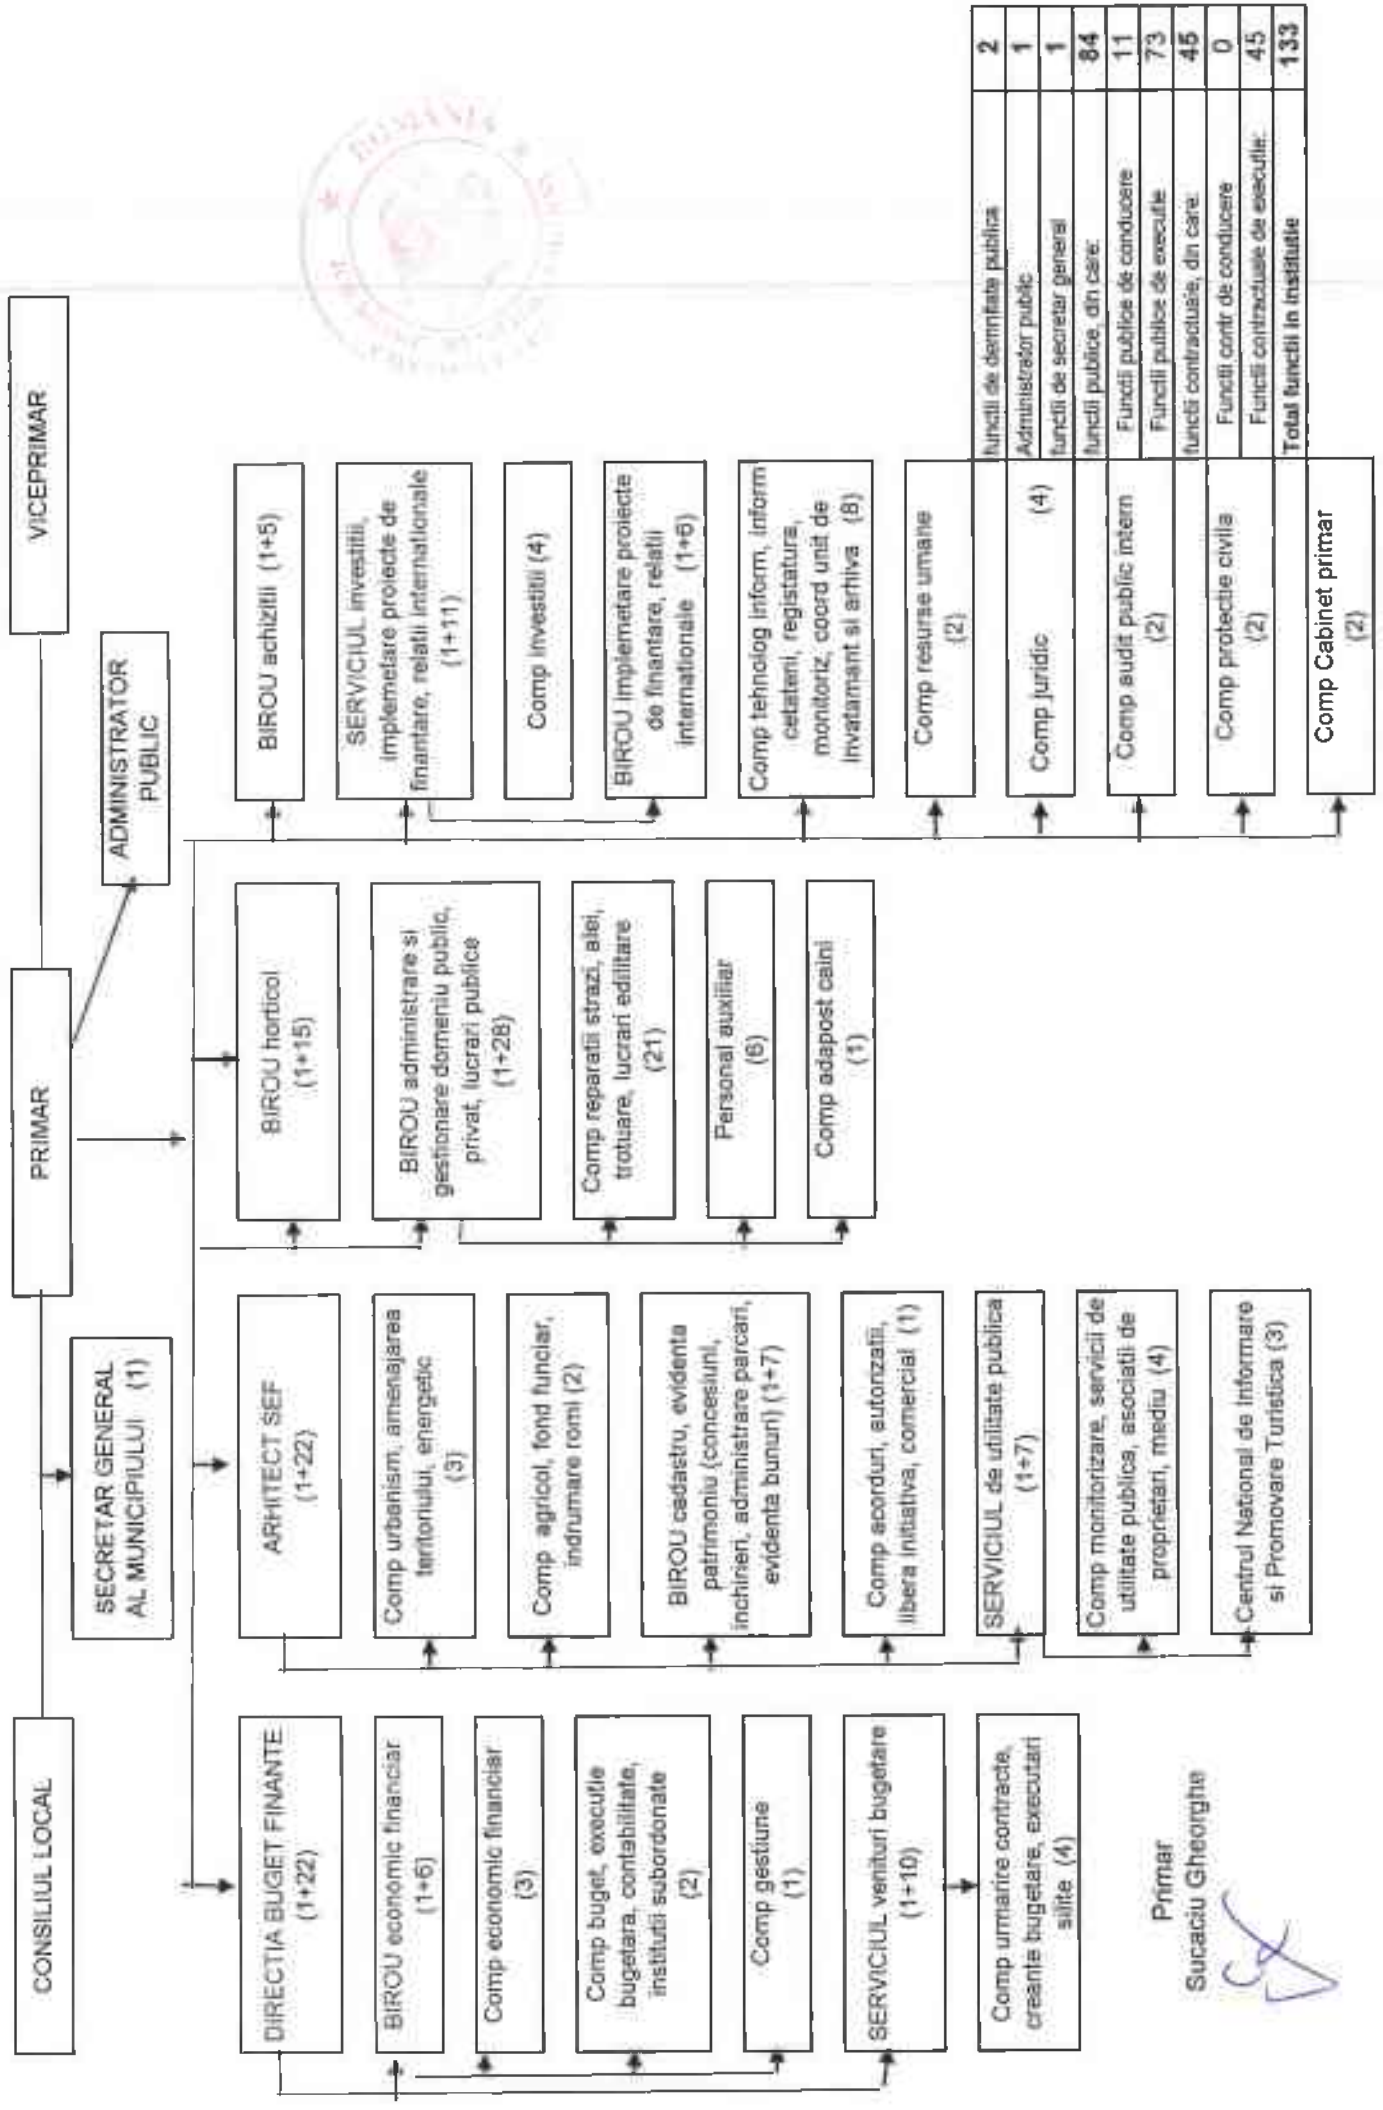 CONSILIUL LOCAL
PRIMAR
VICEPRIMAR
SECRETAR GENERAL
AL MUNICIPIULUI (1)
ADMINISTRATOR
PUBLIC
DIRECTIA BUGET FINANTE
(1+22)
BIROU economic financiar
(1+6)
Comp economic financiar
(3)
Comp buget, executie
bugetara, contabilitate,
institutii subordonate
(2)
Comp gestiune
(1)
SERVICIUL venituri bugetare
(1+10)
Comp urmarire contracte,
creante bugetare, executari
silite (4)
ARHITECT SEF
(1+22)
Comp urbanism, amenajarea
teritoriului, energetic
(3)
Comp agricol, fond funciar,
indrumare romi (2)
BIROU cadastru, evidenta
patrimoniu (concesiuni,
inchirieri, administrare parcari,
evidenta bunuri) (1+7)
Comp acorduri, autorizatii,
libera initiativa, comercial (1)
SERVICIUL de utilitate publica
(1+7)
Comp monitorizare, servicii de
utilitate publica, asociatii de
proprietari, mediu (4)
Centrul National de Informare
si Promovare Turistica (3)
BIROU horticol
(1+15)
BIROU administrare si
gestionare domeniu public,
privat, lucrari publice
(1+28)
Comp reparatii strazi, alei,
trotuare, lucrari edilitare
(21)
Personal auxiliar
(6)
Comp adapost caini
(1)
BIROU achizitii (1+5)
SERVICIUL investitii,
implemetare proiecte de
finantare, relatii internationale
(1+11)
Comp investitii (4)
BIROU implemetare proiecte
de finantare, relatii
internationale (1+6)
Comp tehnolog inform, inform
cetateni, registratura,
monitoriz, coord unit de
invatamant si arhiva (8)
Comp resurse umane
(2)
Comp juridic (4)
Comp audit public intern
(2)
Comp protectie civila
(2)
Comp Cabinet primar
(2)
functii de demnitate publica 2
Administrator public 1
functii de secretar general 1
functii publice, din care: 84
Functii publice de conducere 11
Functii publice de executie 73
functii contractuale, din care: 45
Functii contr de conducere 0
Functii contractuale de executie: 45
Total functii in institutie 133
Primar
Sucaciu Gheorghe
ROMANIA